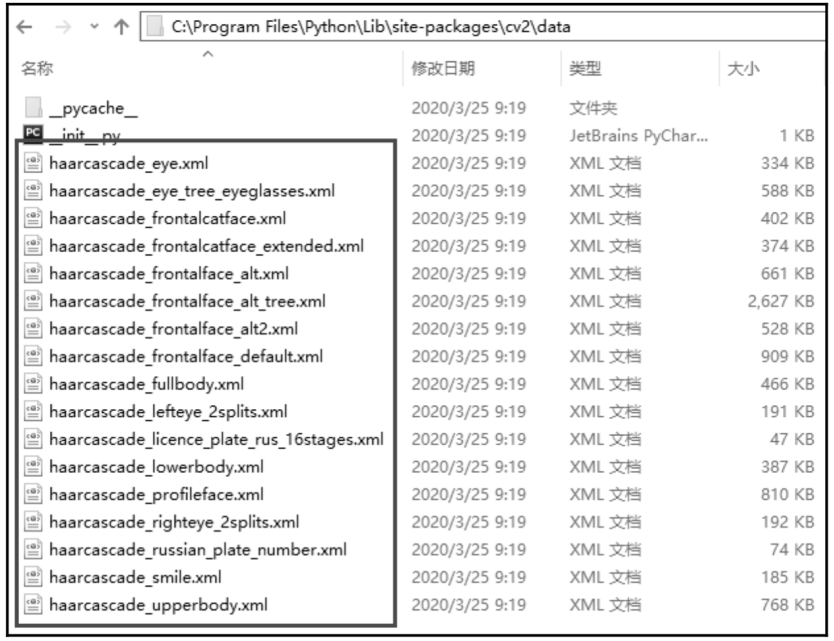 C:\Program Files\Python\Lib\site-packages\cv2\data
名称 修改日期 类型 大小
__pycache__ 2020/3/25 9:19 文件夹
PC __init__.py 2020/3/25 9:19 JetBrains PyChar... 1 KB
haarcascade_eye.xml 2020/3/25 9:19 XML 文档 334 KB
haarcascade_eye_tree_eyeglasses.xml 2020/3/25 9:19 XML 文档 588 KB
haarcascade_frontalcatface.xml 2020/3/25 9:19 XML 文档 402 KB
haarcascade_frontalcatface_extended.xml 2020/3/25 9:19 XML 文档 374 KB
haarcascade_frontalface_alt.xml 2020/3/25 9:19 XML 文档 661 KB
haarcascade_frontalface_alt_tree.xml 2020/3/25 9:19 XML 文档 2,627 KB
haarcascade_frontalface_alt2.xml 2020/3/25 9:19 XML 文档 528 KB
haarcascade_frontalface_default.xml 2020/3/25 9:19 XML 文档 909 KB
haarcascade_fullbody.xml 2020/3/25 9:19 XML 文档 466 KB
haarcascade_lefteye_2splits.xml 2020/3/25 9:19 XML 文档 191 KB
haarcascade_licence_plate_rus_16stages.xml 2020/3/25 9:19 XML 文档 47 KB
haarcascade_lowerbody.xml 2020/3/25 9:19 XML 文档 387 KB
haarcascade_profileface.xml 2020/3/25 9:19 XML 文档 810 KB
haarcascade_righteye_2splits.xml 2020/3/25 9:19 XML 文档 192 KB
haarcascade_russian_plate_number.xml 2020/3/25 9:19 XML 文档 74 KB
haarcascade_smile.xml 2020/3/25 9:19 XML 文档 185 KB
haarcascade_upperbody.xml 2020/3/25 9:19 XML 文档 768 KB